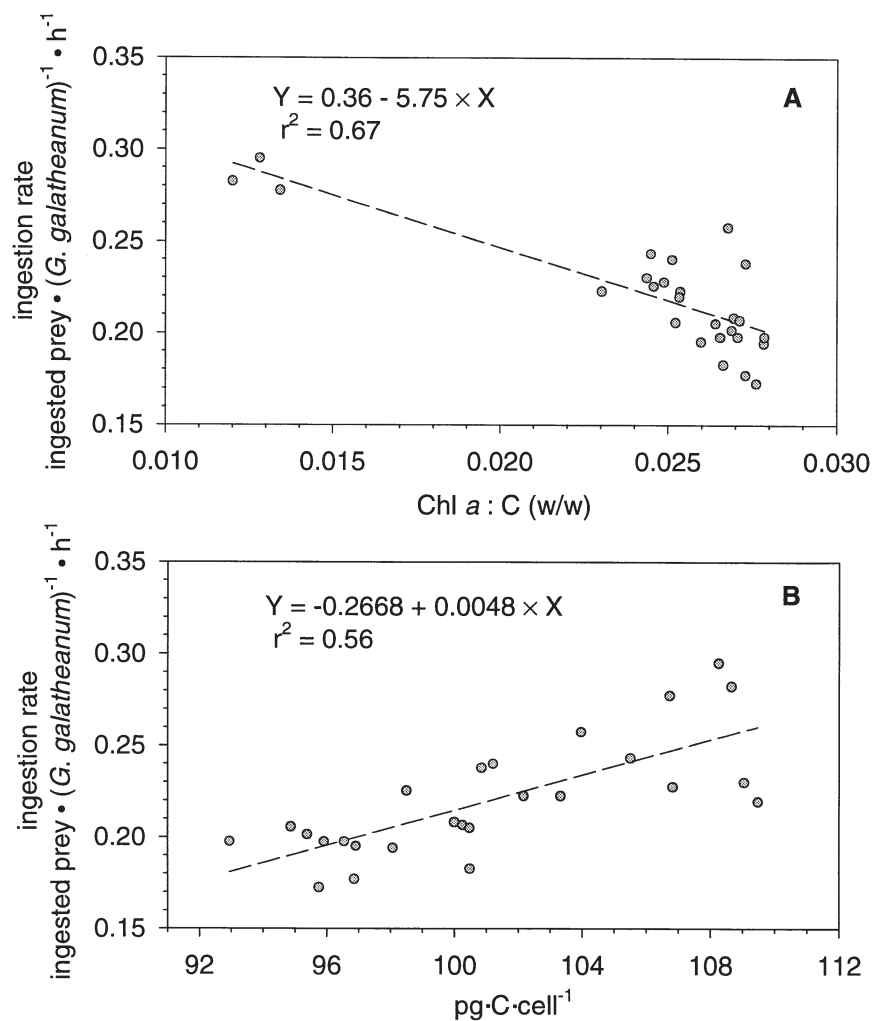 A
Y = 0.36 - 5.75 × X
r² = 0.67
0.35
0.30
0.25
0.20
0.15
ingestion rate
ingested prey • (G. galatheanum)⁻¹ • h⁻¹
0.010 0.015 0.020 0.025 0.030
Chl a : C (w/w)
B
Y = -0.2668 + 0.0048 × X
r² = 0.56
0.35
0.30
0.25
0.20
0.15
ingestion rate
ingested prey • (G. galatheanum)⁻¹ • h⁻¹
92 96 100 104 108 112
pg·C·cell⁻¹